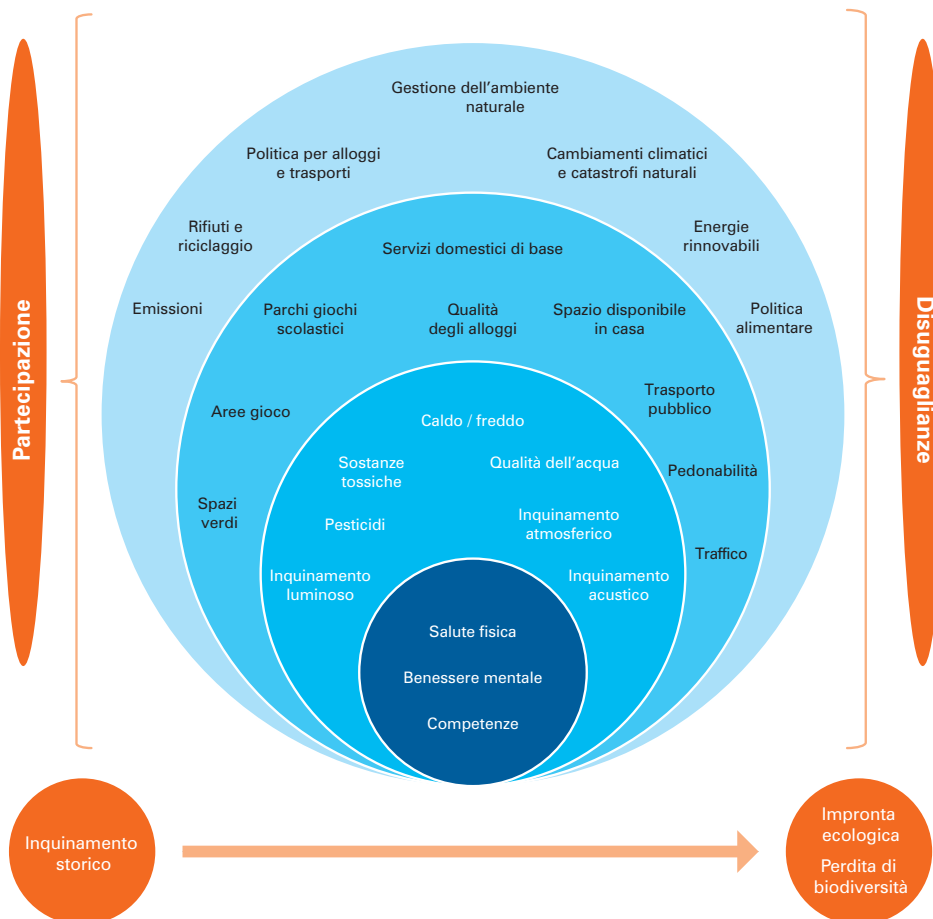 Gestione dell'ambiente
naturale
Politica per alloggi
e trasporti
Cambiamenti climatici
e catastrofi naturali
Rifiuti e
riciclaggio
Energie
rinnovabili
Emissioni
Politica
alimentare
Servizi domestici di base
Parchi giochi
scolastici
Qualità
degli alloggi
Spazio disponibile
in casa
Aree gioco
Trasporto
pubblico
Spazi
verdi
Pedonabilità
Traffico
Caldo / freddo
Sostanze
tossiche
Qualità dell'acqua
Pesticidi
Inquinamento
atmosferico
Inquinamento
luminoso
Inquinamento
acustico
Salute fisica
Benessere mentale
Competenze
Partecipazione
Disuguaglianze
Inquinamento
storico
Impronta
ecologica
Perdita di
biodiversità